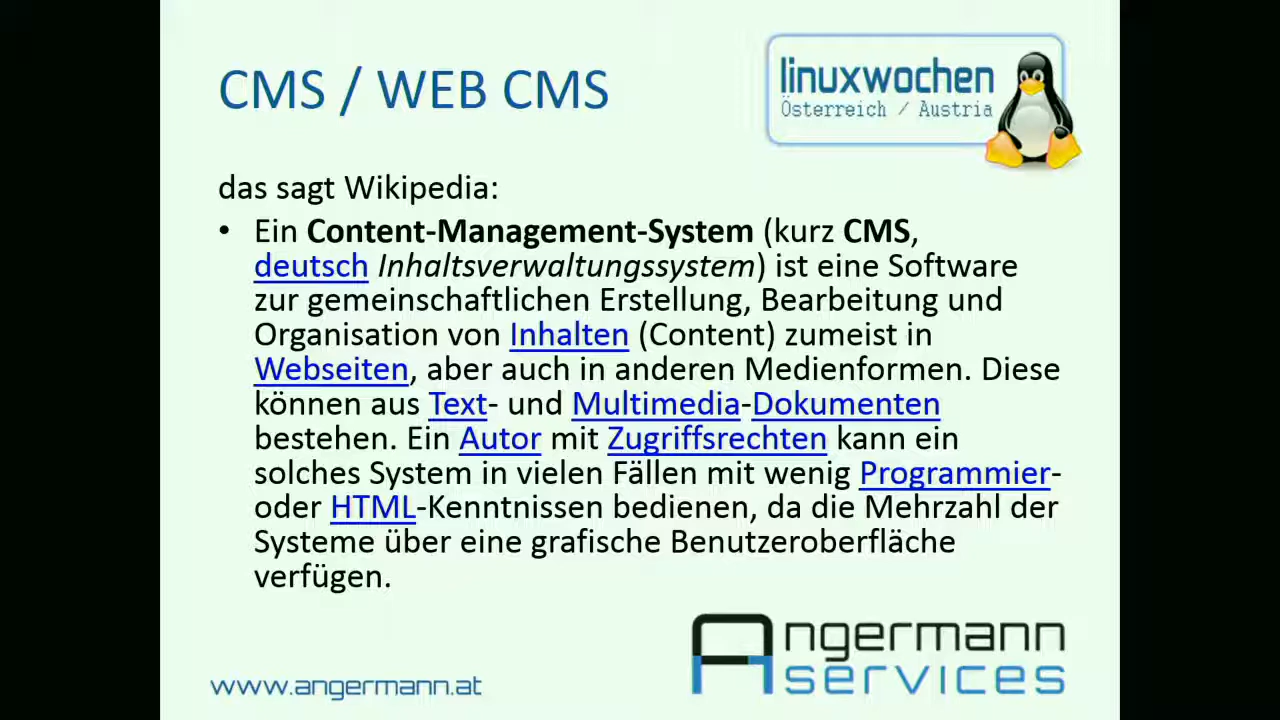 CMS / WEB CMS
linuxwochen
Österreich / Austria
das sagt Wikipedia:
• Ein Content-Management-System (kurz CMS,
deutsch Inhaltsverwaltungssystem) ist eine Software
zur gemeinschaftlichen Erstellung, Bearbeitung und
Organisation von Inhalten (Content) zumeist in
Webseiten, aber auch in anderen Medienformen. Diese
können aus Text- und Multimedia-Dokumenten
bestehen. Ein Autor mit Zugriffsrechten kann ein
solches System in vielen Fällen mit wenig Programmier-
oder HTML-Kenntnissen bedienen, da die Mehrzahl der
Systeme über eine grafische Benutzeroberfläche
verfügen.
www.angermann.at
Angermann
services